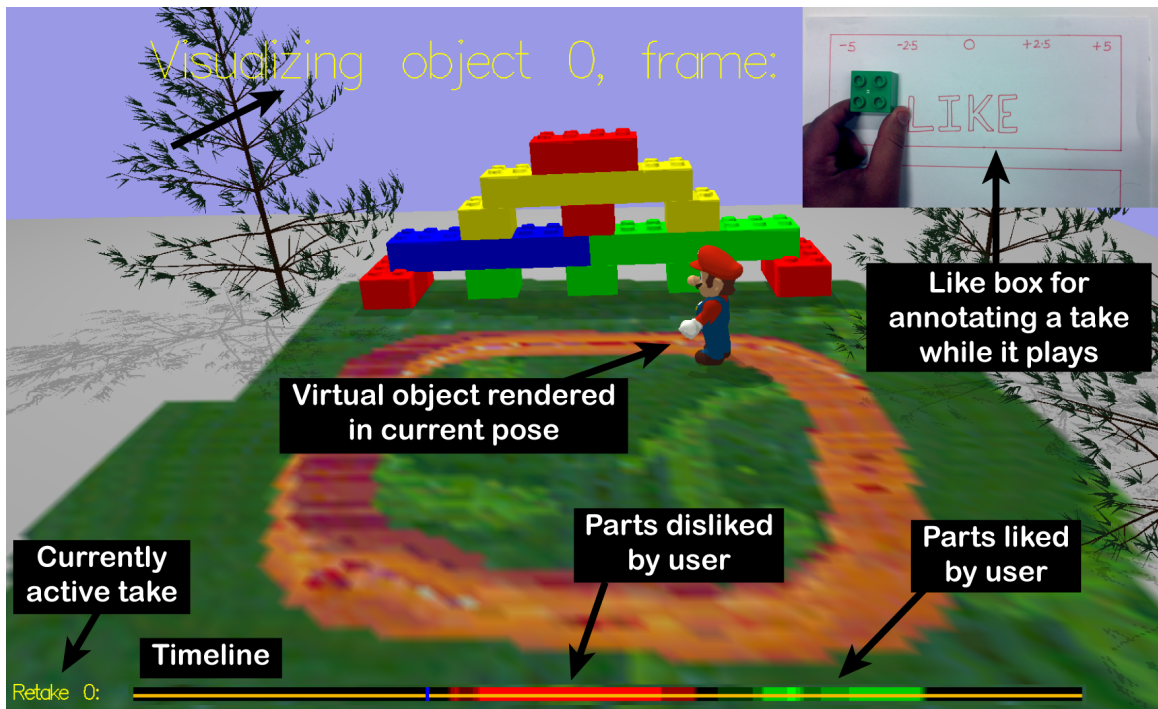 Visualizing object 0, frame:
-5 -2.5 0 +2.5 +5
LIKE
Like box for
annotating a take
while it plays
Virtual object rendered
in current pose
Parts disliked
by user
Parts liked
by user
Currently
active take
Timeline
Retake 0: